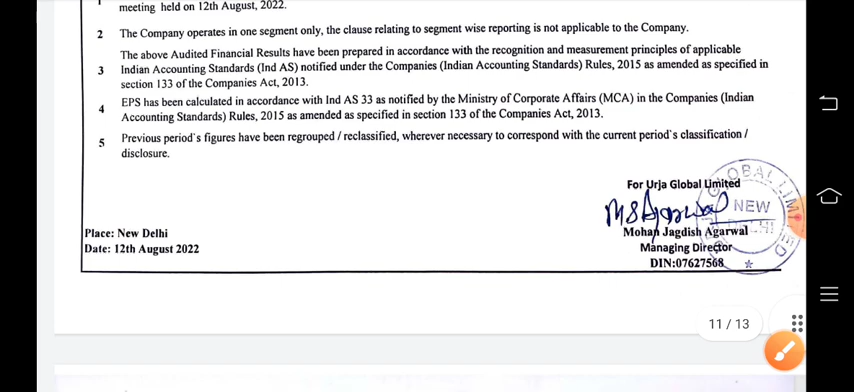 meeting held on 12th August, 2022.
2 The Company operates in one segment only, the clause relating to segment wise reporting is not applicable to the Company.
The above Audited Financial Results have been prepared in accordance with the recognition and measurement principles of applicable
3 Indian Accounting Standards (Ind AS) notified under the Companies (Indian Accounting Standards) Rules, 2015 as amended as specified in
section 133 of the Companies Act, 2013.
4 EPS has been calculated in accordance with Ind AS 33 as notified by the Ministry of Corporate Affairs (MCA) in the Companies (Indian
Accounting Standards) Rules, 2015 as amended as specified in section 133 of the Companies Act, 2013.
5 Previous period's figures have been regrouped / reclassified, wherever necessary to correspond with the current period's classification /
disclosure.
For Urja Global Limited
MSAgarwal
GLOBAL LIMITED
NEW
Place: New Delhi
Mohan Jagdish Agarwal
Date: 12th August 2022
Managing Director
DIN:07627568
11 / 13